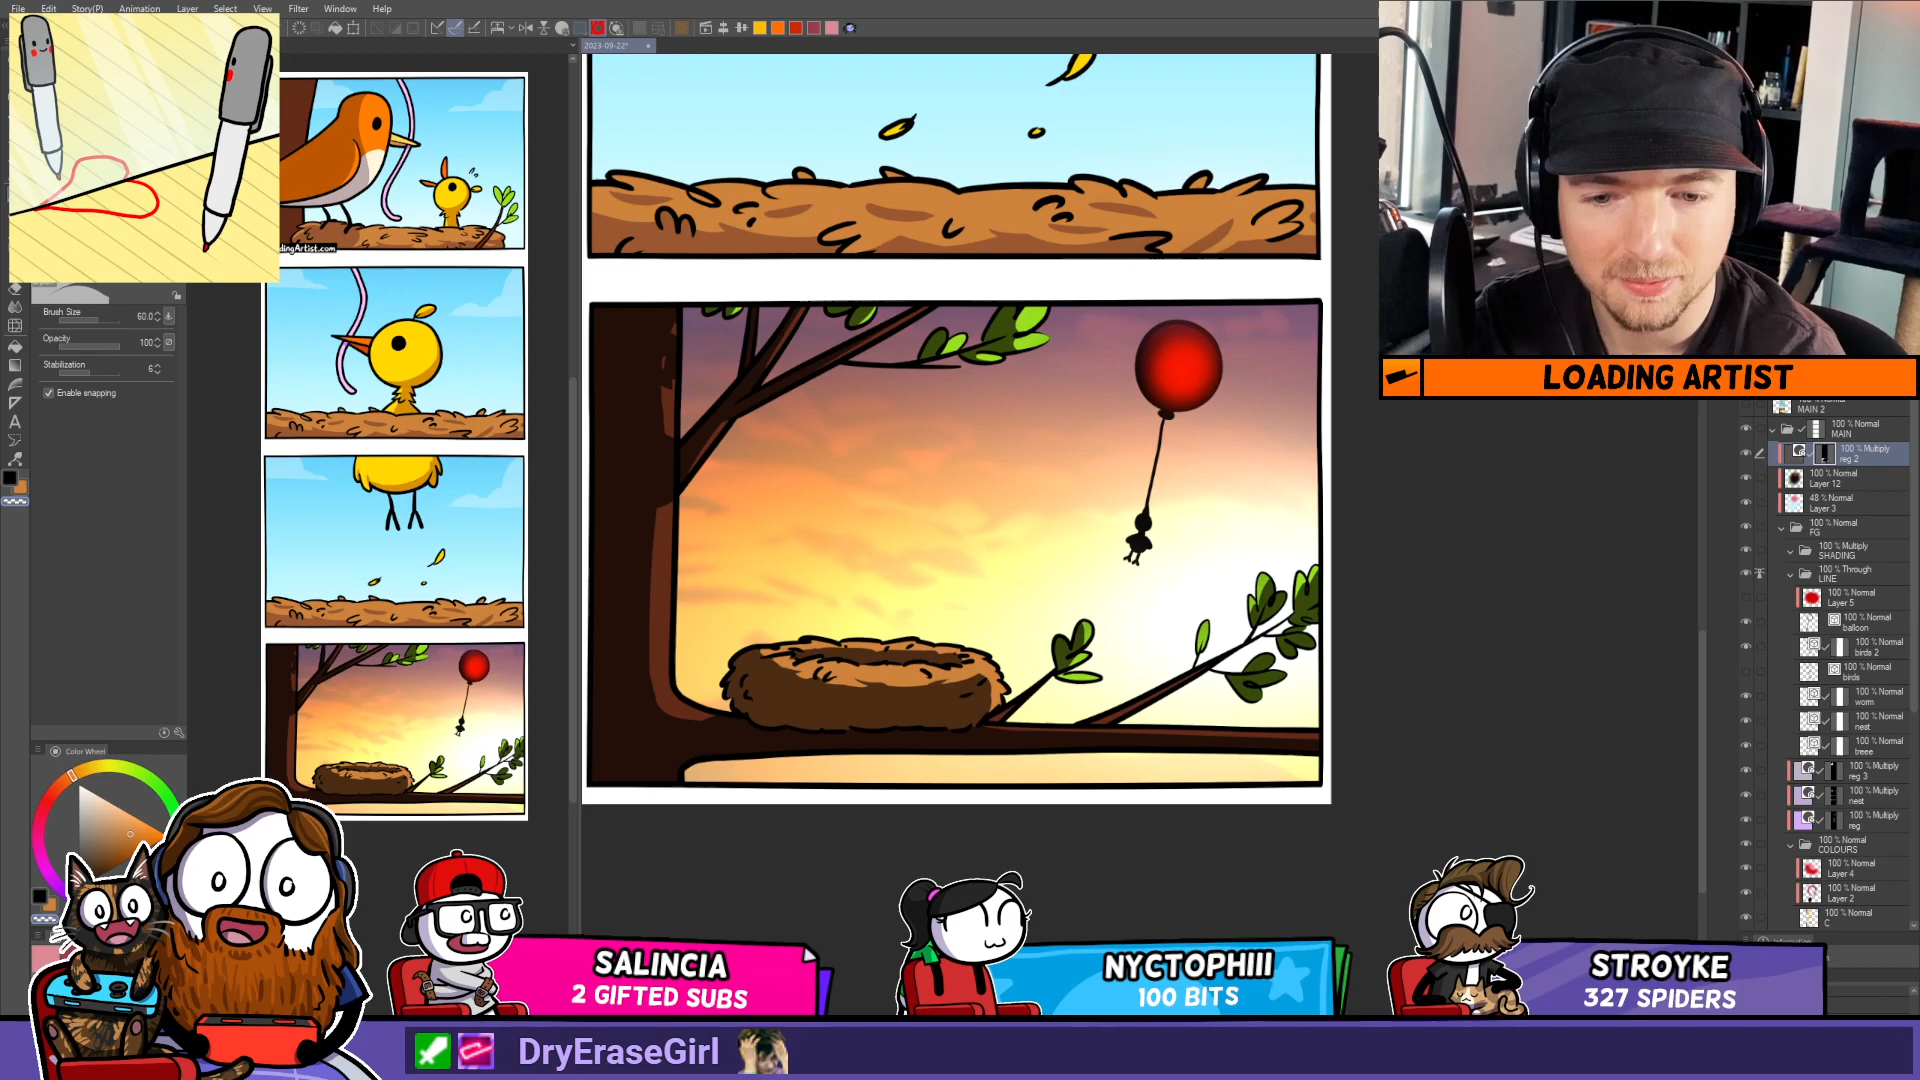 File Edit Story(P) Animation Layer Select View Filter Window Help
2023-09-22*
dingArtist.com
Brush Size 60.0
Opacity 100
Stabilization 6
Enable snapping
Color Wheel
LOADING ARTIST
MAIN 2
100 % Normal
MAIN
100 % Multiply
reg 2
100 % Normal
Layer 12
48 % Normal
Layer 3
100 % Normal
FG
100 % Multiply
SHADING
100 % Through
LINE
100 % Normal
Layer 5
100 % Normal
balloon
100 % Normal
birds 2
100 % Normal
birds
100 % Normal
worm
100 % Normal
nest
100 % Normal
treee
100 % Multiply
reg 3
100 % Multiply
nest
100 % Multiply
reg
100 % Normal
COLOURS
100 % Normal
Layer 4
100 % Normal
Layer 2
100 % Normal
C
SALINCIA
2 GIFTED SUBS
NYCTOPHIII
100 BITS
STROYKE
327 SPIDERS
DryEraseGirl